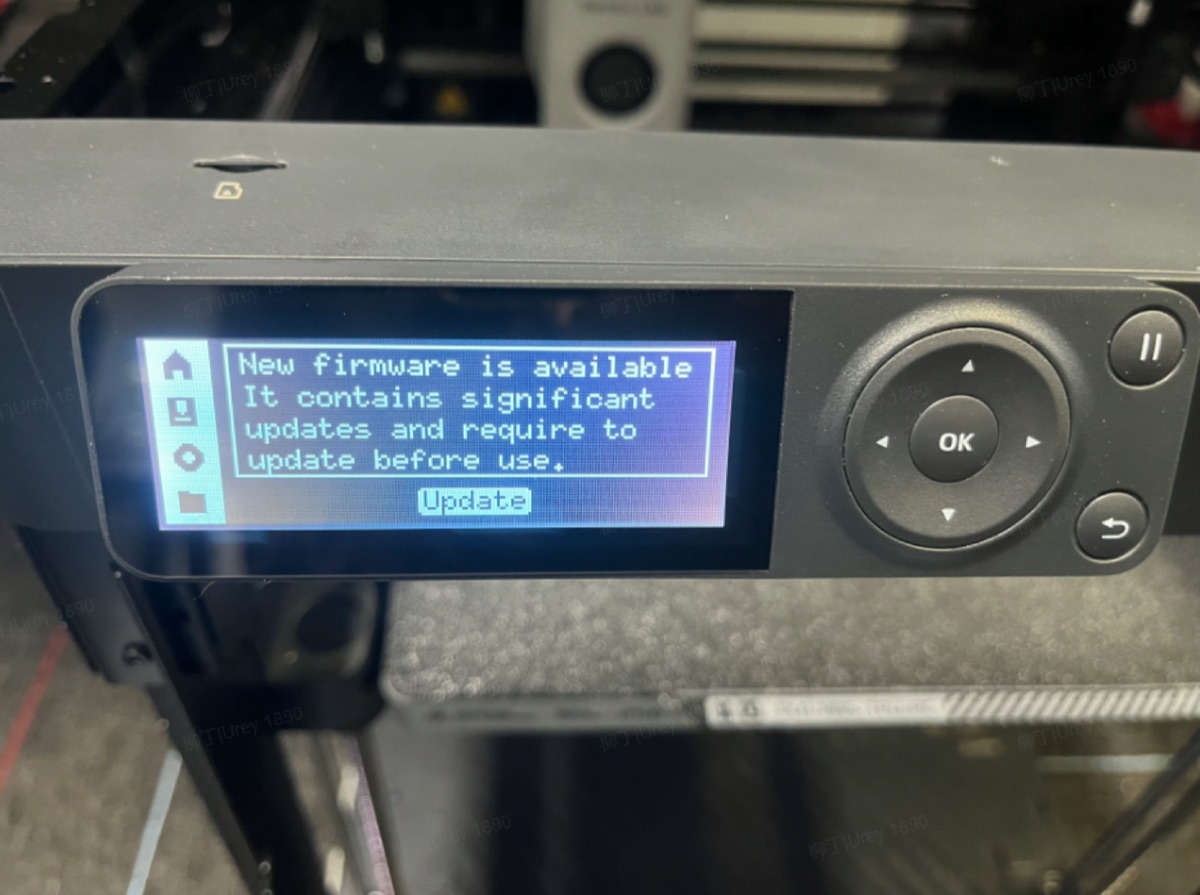 New firmware is available
It contains significant
updates and require to
update before use.
Update
OK